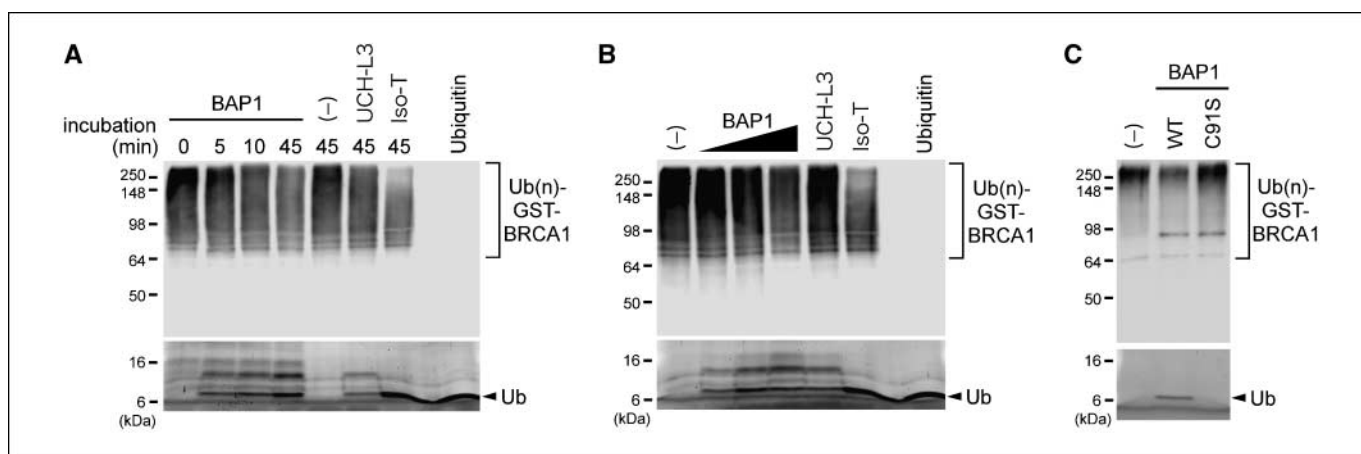 A
BAP1
(–)
UCH-L3
Iso-T
Ubiquitin
incubation
(min)
0 5 10 45 45 45 45
250
148
98
64
50
Ub(n)-
GST-
BRCA1
16
6
(kDa)
Ub
B
(–)
BAP1
UCH-L3
Iso-T
Ubiquitin
250
148
98
64
50
Ub(n)-
GST-
BRCA1
16
6
(kDa)
Ub
C
BAP1
(–)
WT
C91S
250
148
98
64
50
Ub(n)-
GST-
BRCA1
16
6
(kDa)
Ub